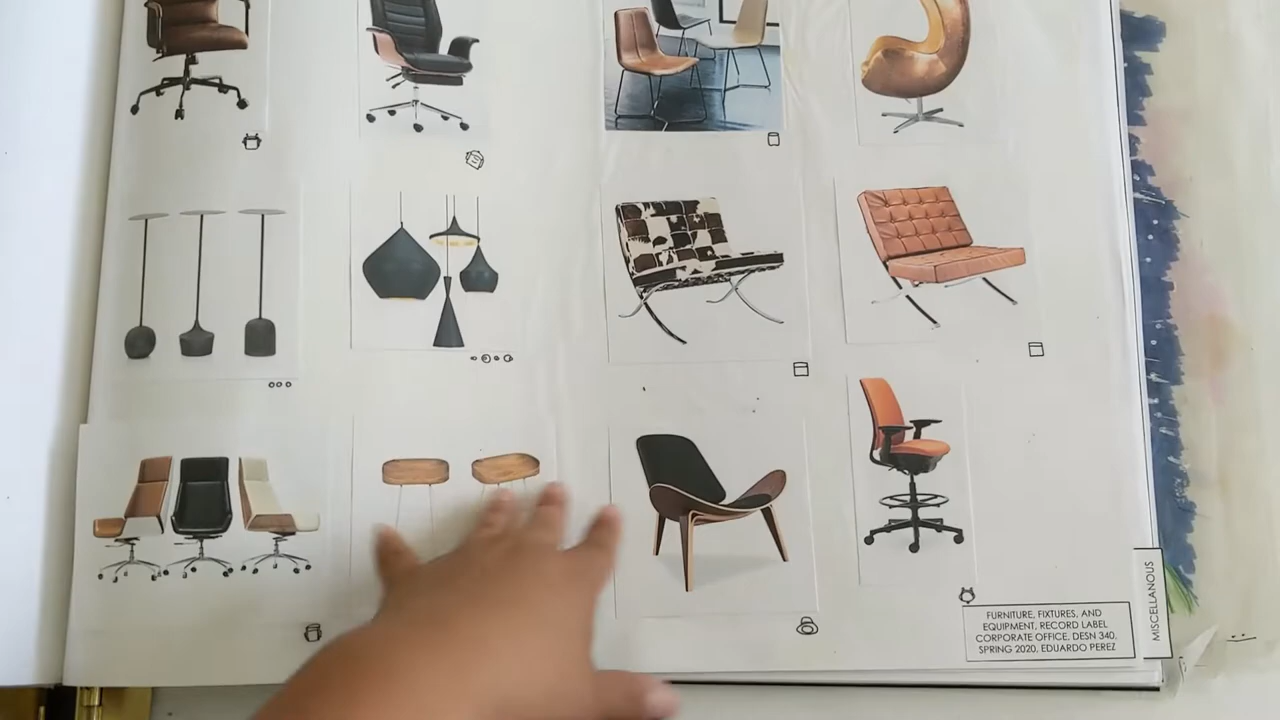 FURNITURE, FIXTURES, AND
EQUIPMENT, RECORD LABEL
CORPORATE OFFICE, DESN 340,
SPRING 2020, EDUARDO PEREZ
MISCELLANOUS